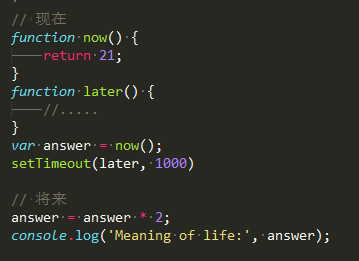 // 现在
function now() {
    return 21;
}
function later() {
    //.....
}
var answer = now();
setTimeout(later, 1000)

// 将来
answer = answer * 2;
console.log('Meaning of life:', answer);